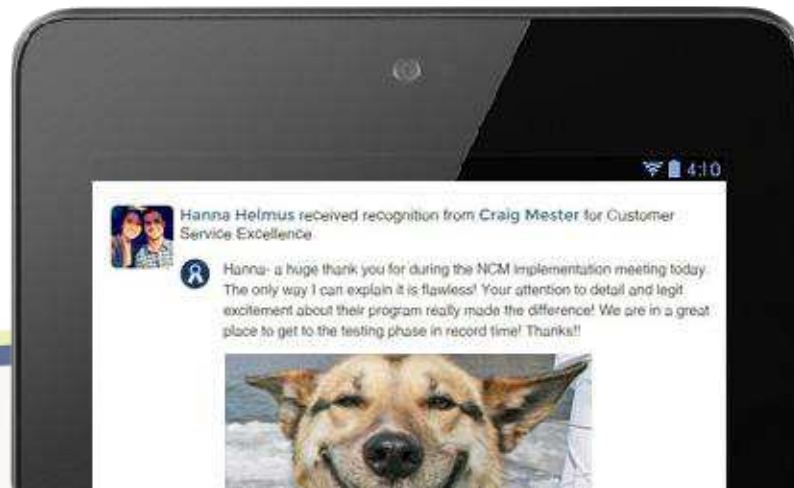 4:10
Hanna Helmus received recognition from Craig Mester for Customer
Service Excellence
Hanna- a huge thank you for during the NCM implementation meeting today.
The only way I can explain it is flawless! Your attention to detail and legit
excitement about their program really made the difference! We are in a great
place to get to the testing phase in record time! Thanks!!